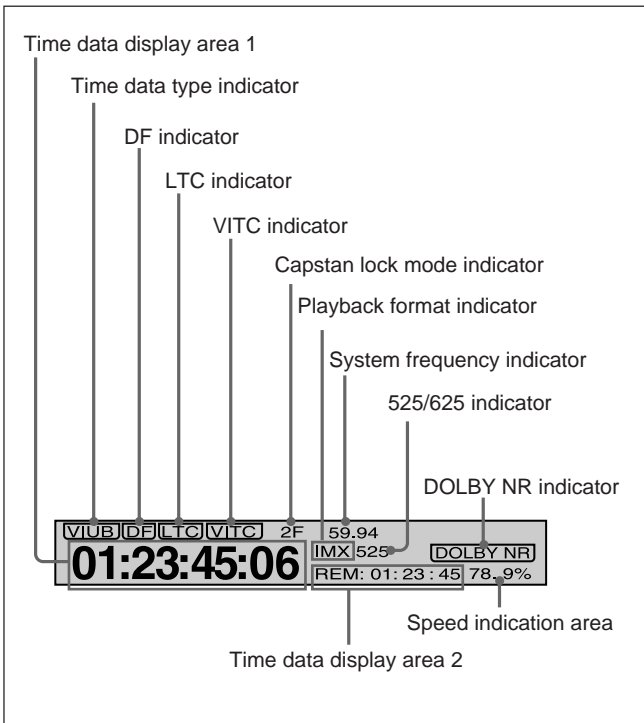 Time data display area 1
Time data type indicator
DF indicator
LTC indicator
VITC indicator
Capstan lock mode indicator
Playback format indicator
System frequency indicator
525/625 indicator
DOLBY NR indicator
VIUB DF LTC VITC 2F 59.94
01:23:45:06 IMX 525 DOLBY NR
REM: 01: 23 : 45 78. 9%
Speed indication area
Time data display area 2